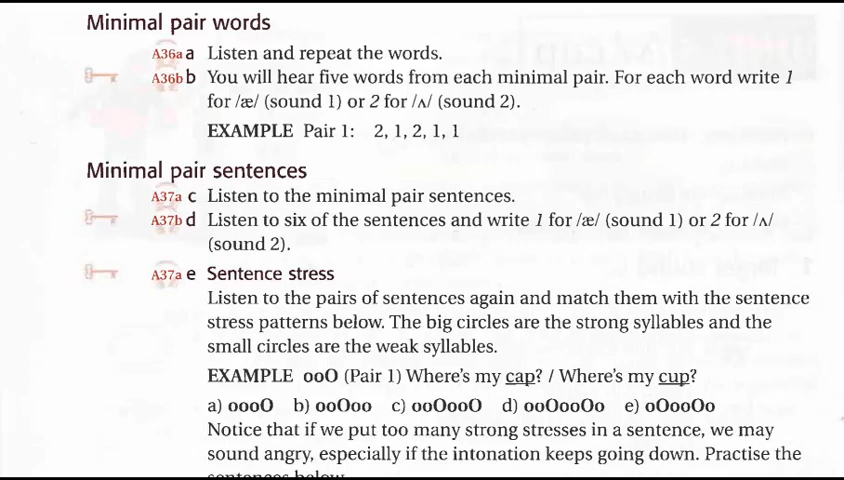 Minimal pair words
A36a a Listen and repeat the words.
A36b b You will hear five words from each minimal pair. For each word write 1
for /æ/ (sound 1) or 2 for /ʌ/ (sound 2).
EXAMPLE Pair 1: 2, 1, 2, 1, 1
Minimal pair sentences
A37a c Listen to the minimal pair sentences.
A37b d Listen to six of the sentences and write 1 for /æ/ (sound 1) or 2 for /ʌ/
(sound 2).
A37a e Sentence stress
Listen to the pairs of sentences again and match them with the sentence
stress patterns below. The big circles are the strong syllables and the
small circles are the weak syllables.
EXAMPLE ooO (Pair 1) Where's my cap? / Where's my cup?
a) oooO b) ooOoo c) ooOooO d) ooOooOo e) oOooOo
Notice that if we put too many strong stresses in a sentence, we may
sound angry, especially if the intonation keeps going down. Practise the
sentences below.